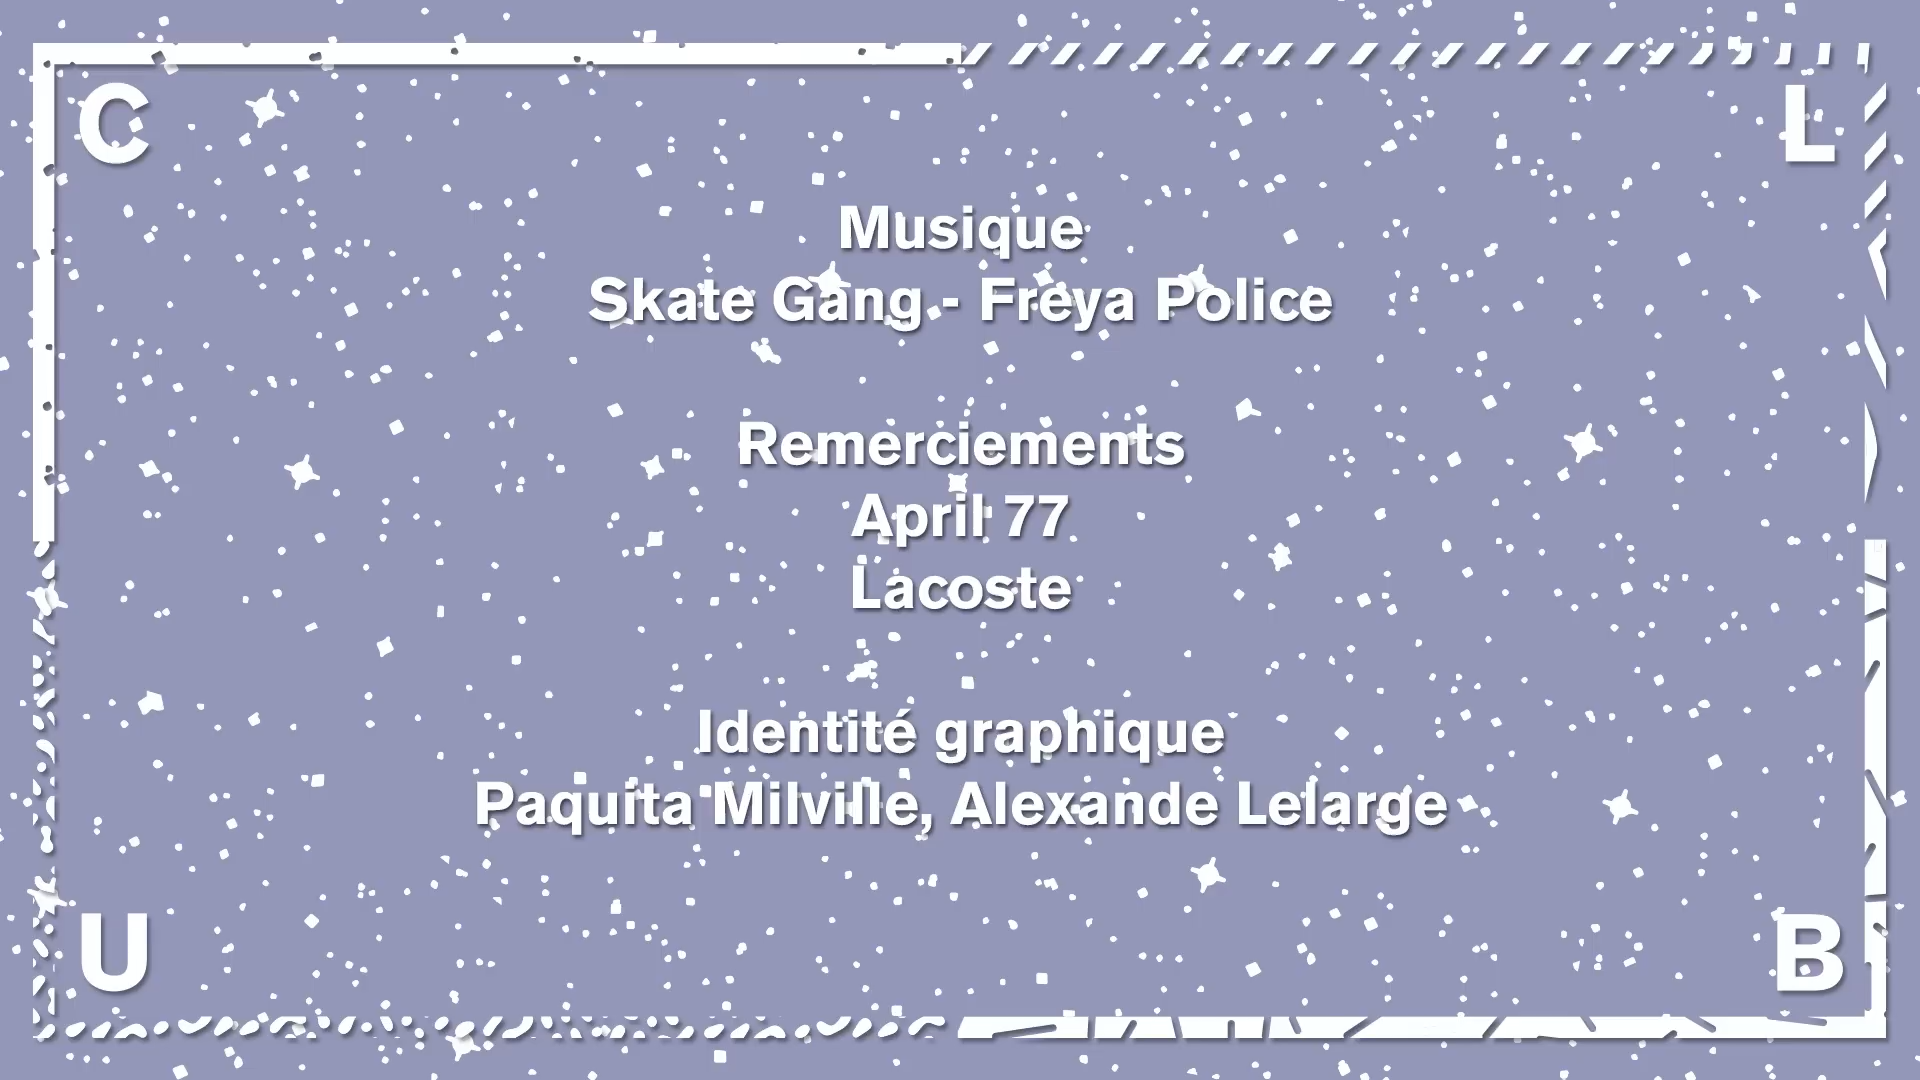 C L
Musique
Skate Gang - Freya Police
Remerciements
April 77
Lacoste
Identité graphique
Paquita Milville, Alexande Lelarge
U B